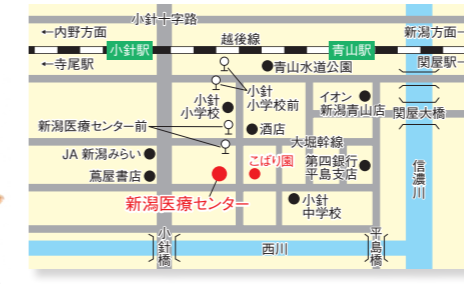 小針十字路
←内野方面
越後線
新潟方面
小針駅
青山駅
←寺尾駅
関屋駅
青山水道公園
小針
小学校前
小針
小学校
イオン
新潟青山店
関屋大橋
新潟医療センター前
酒店
大堀幹線
JA 新潟みらい
こばり園
第四銀行
平島支店
蔦屋書店
信濃川
新潟医療センター
小針
中学校
小針橋
西川
平島橋